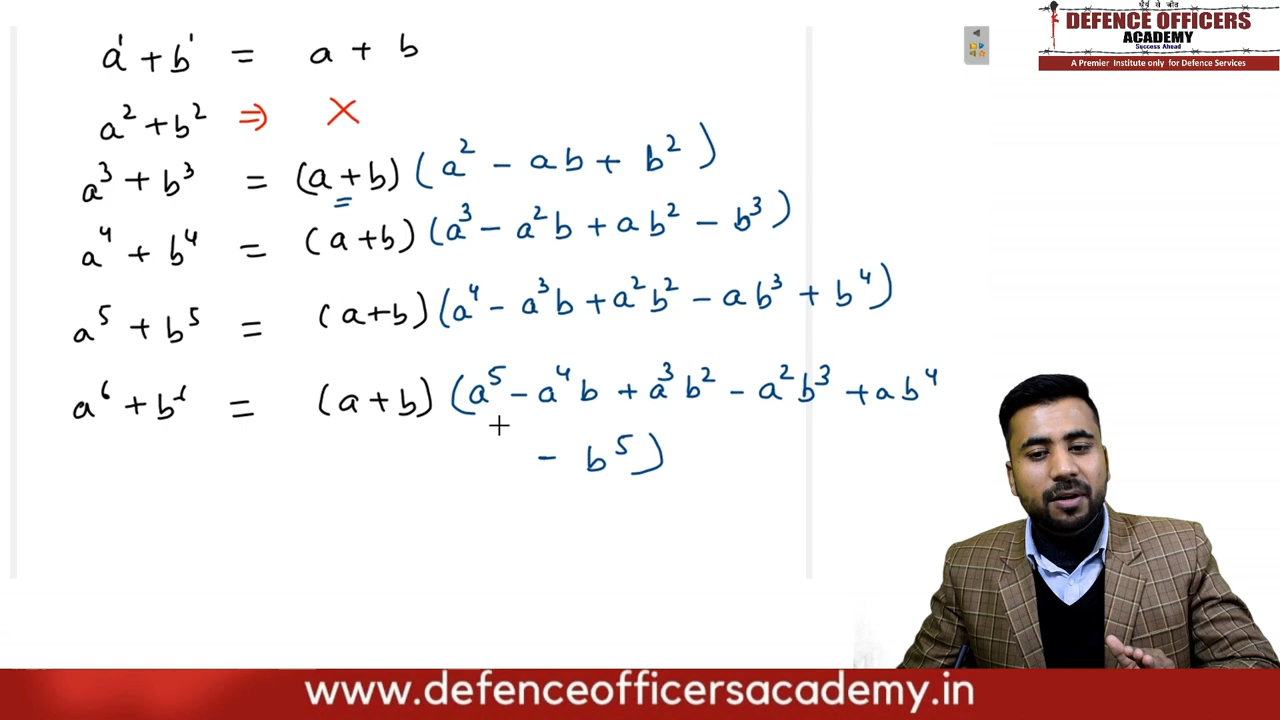 a¹ + b¹ = a + b
a² + b² ⇒ ×
a³ + b³ = (a + b) (a² - ab + b²)
a⁴ + b⁴ = (a + b) (a³ - a²b + ab² - b³)
a⁵ + b⁵ = (a + b) (a⁴ - a³b + a²b² - ab³ + b⁴)
a⁶ + b⁶ = (a + b) (a⁵ - a⁴b + a³b² - a²b³ + ab⁴
- b⁵)
DEFENCE OFFICERS
ACADEMY
Success Ahead
A Premier Institute only for Defence Services
www.defenceofficersacademy.in